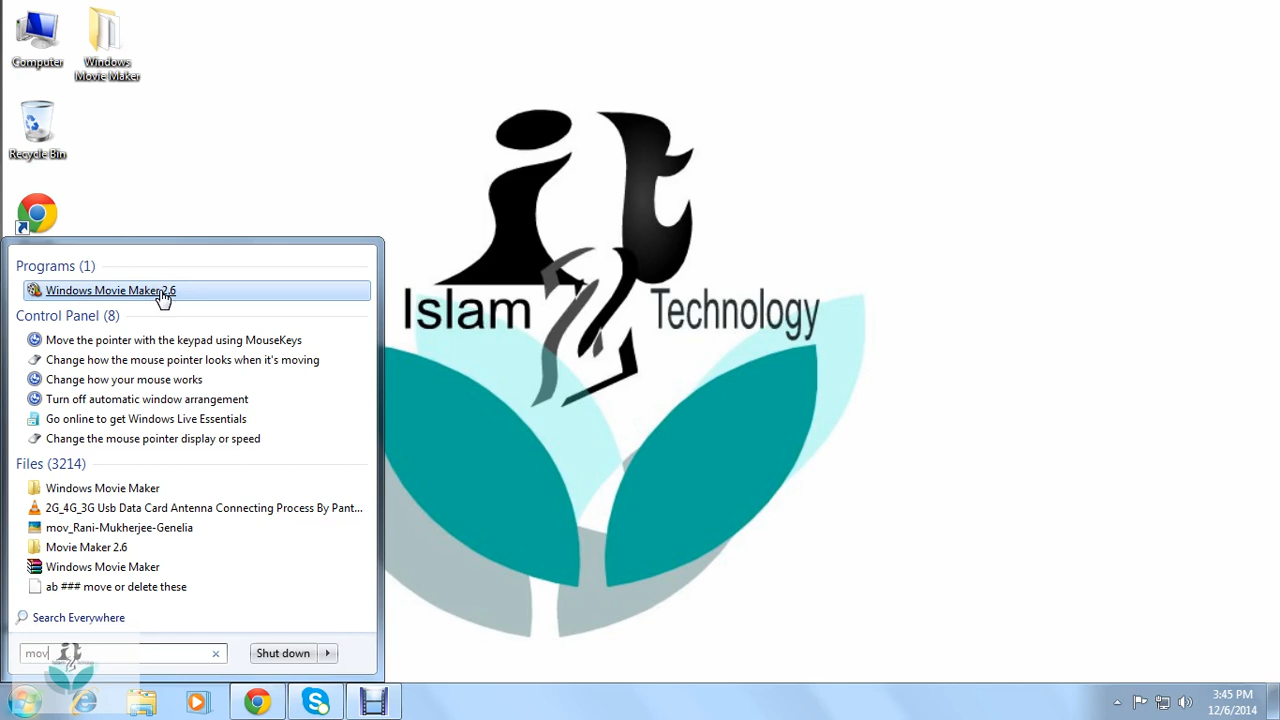 Computer
Windows
Movie Maker
Recycle Bin
it
Islam Technology
Programs (1)
Windows Movie Maker 2.6
Control Panel (8)
Move the pointer with the keypad using MouseKeys
Change how the mouse pointer looks when it's moving
Change how your mouse works
Turn off automatic window arrangement
Go online to get Windows Live Essentials
Change the mouse pointer display or speed
Files (3214)
Windows Movie Maker
2G_4G_3G Usb Data Card Antenna Connecting Process By Pant...
mov_Rani-Mukherjee-Genelia
Movie Maker 2.6
Windows Movie Maker
ab ### move or delete these
Search Everywhere
mov
it
Islam Technology
Shut down
3:45 PM
12/6/2014